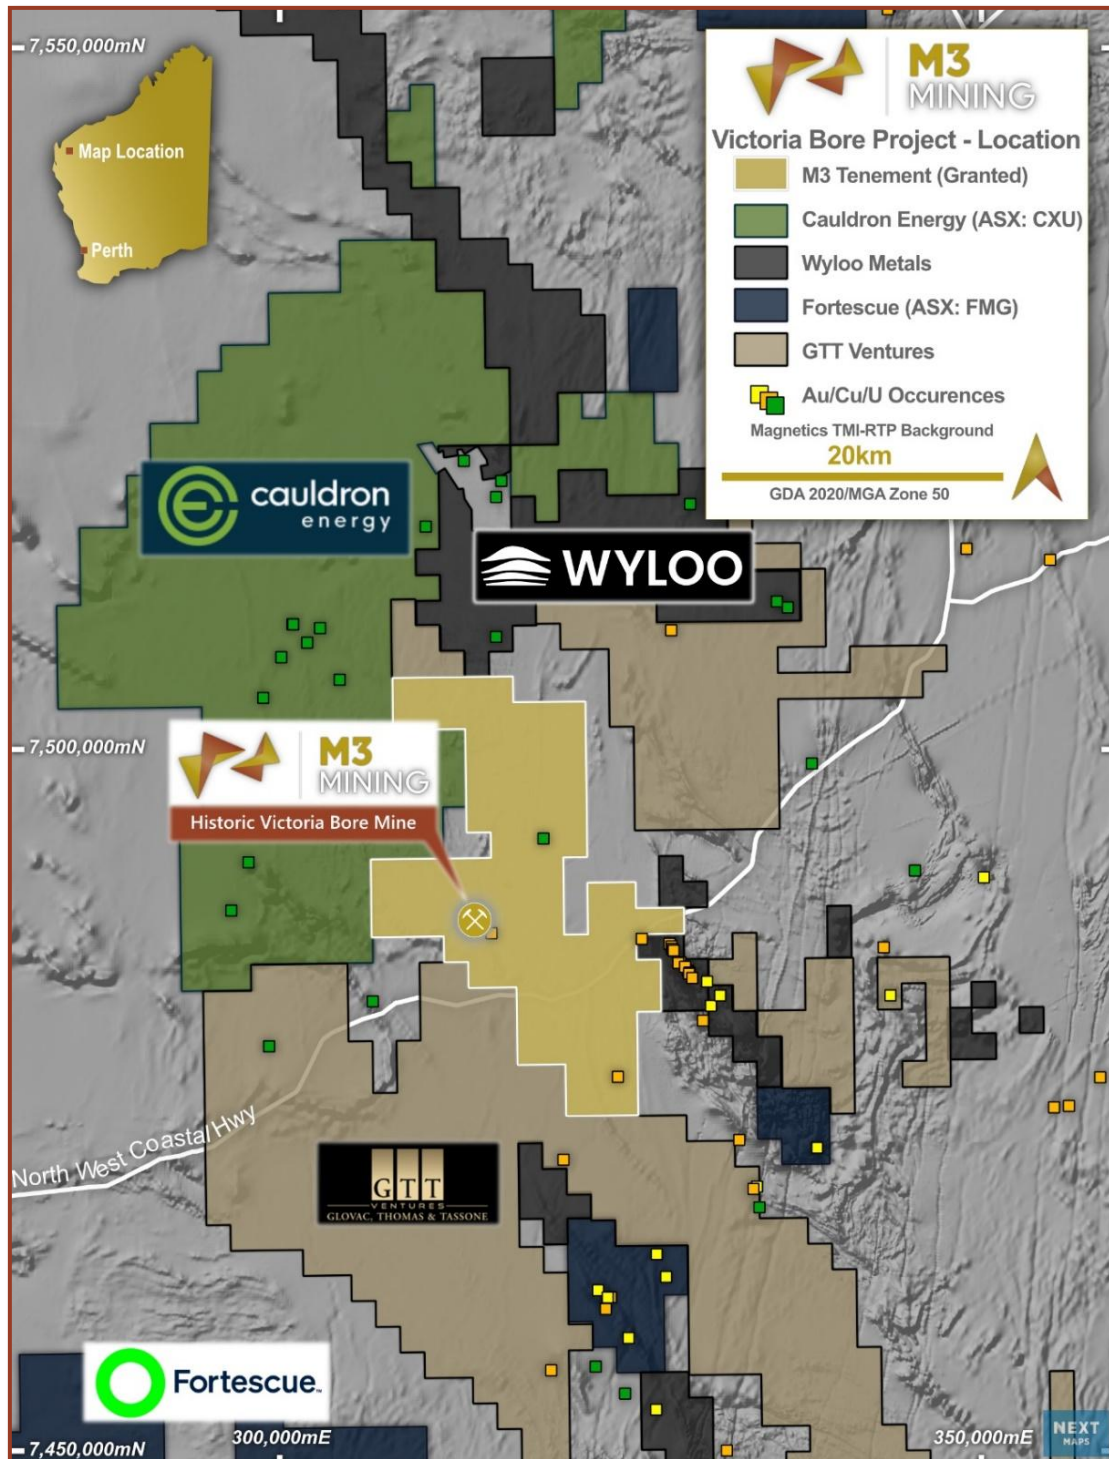 7,550,000mN
Map Location
Perth
M3
MINING
Victoria Bore Project - Location
M3 Tenement (Granted)
Cauldron Energy (ASX: CXU)
Wyloo Metals
Fortescue (ASX: FMG)
GTT Ventures
Au/Cu/U Occurences
Magnetics TMI-RTP Background
20km
GDA 2020/MGA Zone 50
cauldron
energy
WYLOO
7,500,000mN
M3
MINING
Historic Victoria Bore Mine
North West Coastal Hwy
GTT
VENTURES
GLOVAC, THOMAS & TASSONE
Fortescue™
7,450,000mN
300,000mE
350,000mE
NEXT
MAPS